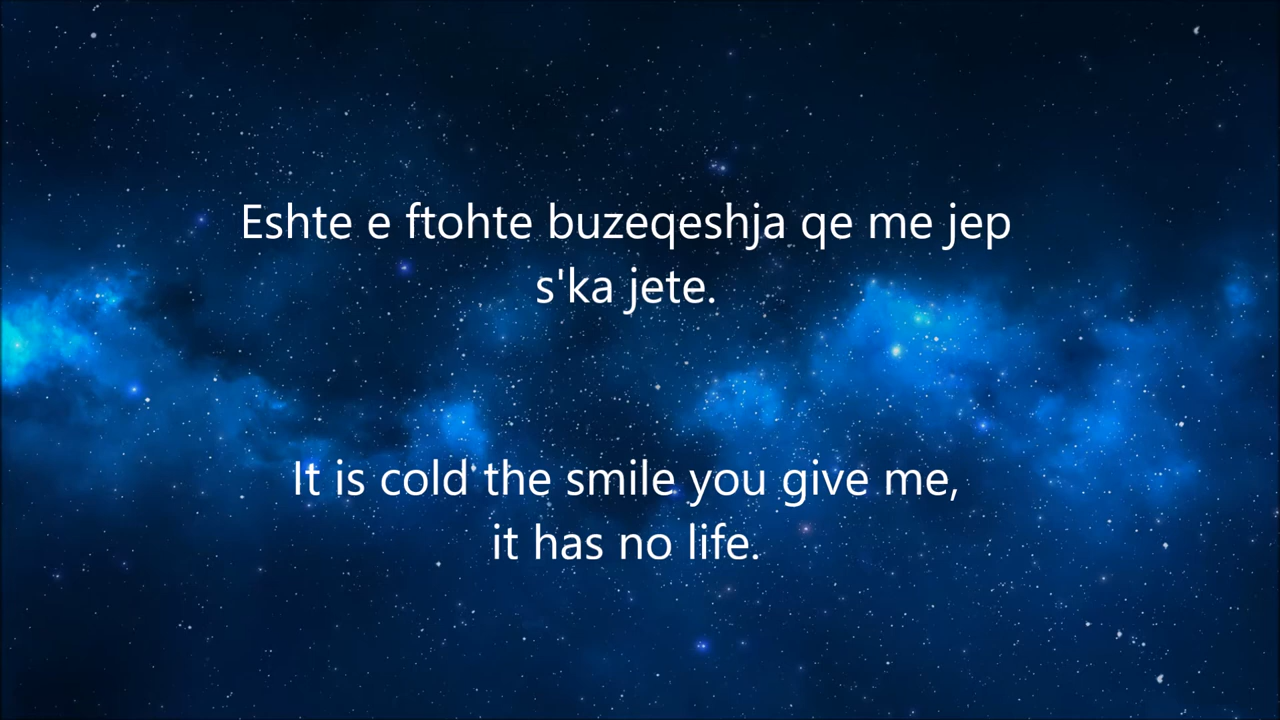 Eshte e ftohte buzeqeshja qe me jep
s'ka jete.
It is cold the smile you give me,
it has no life.